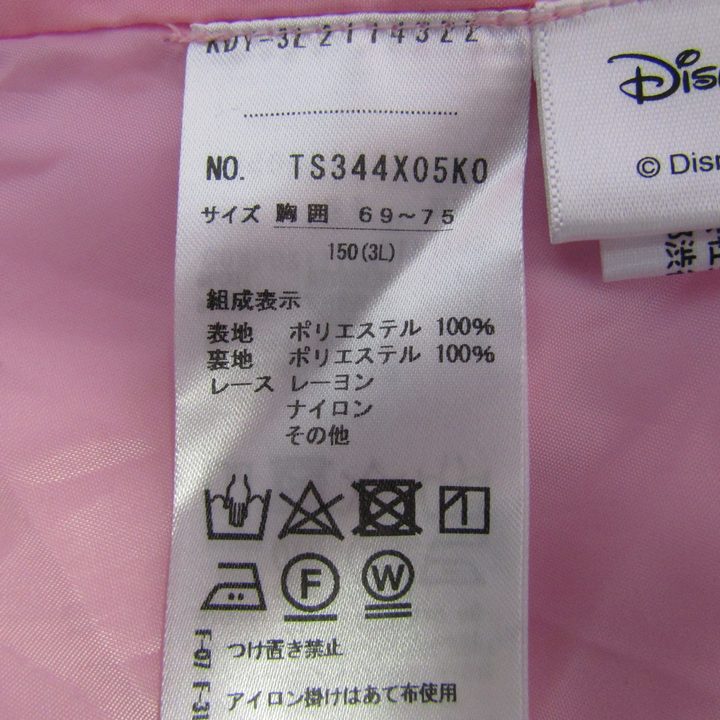 KDY-3L2114322
NO. TS344X05K0
サイズ 胸囲 69～75
150(3L)
組成表示
表地 ポリエステル 100%
裏地 ポリエステル 100%
レース レーヨン
ナイロン
その他
F
W
つけ置き禁止
アイロン掛けはあて布使用
© Disn